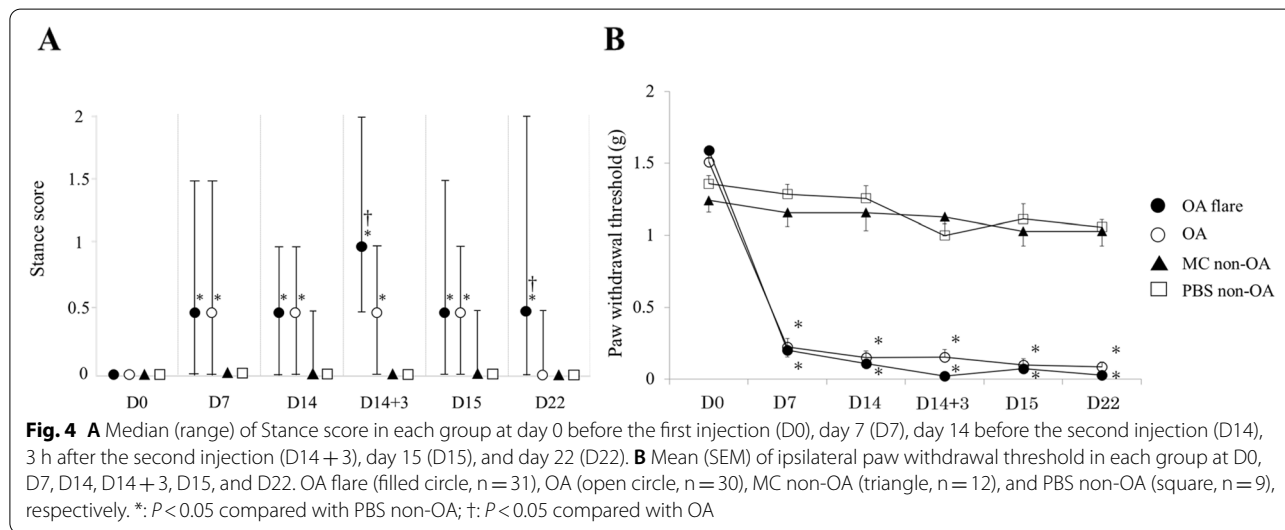 A
B
Stance score
2
1
0.5
0
† * * * * * * * * † *
D0 D7 D14 D14+3 D15 D22
Paw withdrawal threshold (g)
2
1.5
1
0.5
0
* * * * *
* * * * *
D0 D7 D14 D14+3 D15 D22
OA flare
OA
MC non-OA
PBS non-OA
Fig. 4 A Median (range) of Stance score in each group at day 0 before the first injection (D0), day 7 (D7), day 14 before the second injection (D14),
3 h after the second injection (D14 + 3), day 15 (D15), and day 22 (D22). B Mean (SEM) of ipsilateral paw withdrawal threshold in each group at D0,
D7, D14, D14 + 3, D15, and D22. OA flare (filled circle, n = 31), OA (open circle, n = 30), MC non-OA (triangle, n = 12), and PBS non-OA (square, n = 9),
respectively. *: P < 0.05 compared with PBS non-OA; †: P < 0.05 compared with OA